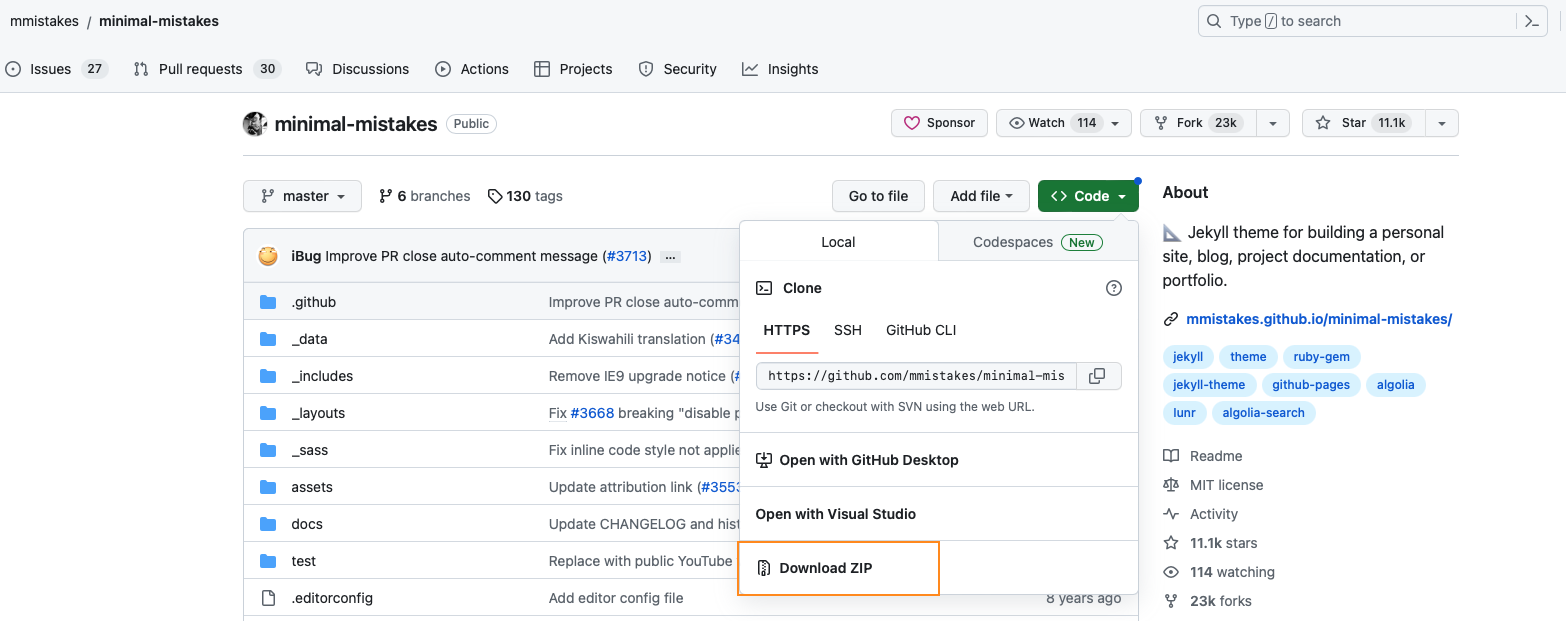 mmistakes / minimal-mistakes
Type / to search
Issues 27 Pull requests 30 Discussions Actions Projects Security Insights
minimal-mistakes Public
Sponsor Watch 114 Fork 23k Star 11.1k
master 6 branches 130 tags
Go to file Add file <> Code
iBug Improve PR close auto-comment message (#3713) ...
.github Improve PR close auto-comm
_data Add Kiswahili translation (#34
_includes Remove IE9 upgrade notice (#
_layouts Fix #3668 breaking "disable p
_sass Fix inline code style not applie
assets Update attribution link (#3553
docs Update CHANGELOG and hist
test Replace with public YouTube
.editorconfig Add editor config file 8 years ago
Local Codespaces New
Clone
HTTPS SSH GitHub CLI
https://github.com/mmistakes/minimal-mis
Use Git or checkout with SVN using the web URL.
Open with GitHub Desktop
Open with Visual Studio
Download ZIP
About
Jekyll theme for building a personal
site, blog, project documentation, or
portfolio.
mmistakes.github.io/minimal-mistakes/
jekyll theme ruby-gem
jekyll-theme github-pages algolia
lunr algolia-search
Readme
MIT license
Activity
11.1k stars
114 watching
23k forks